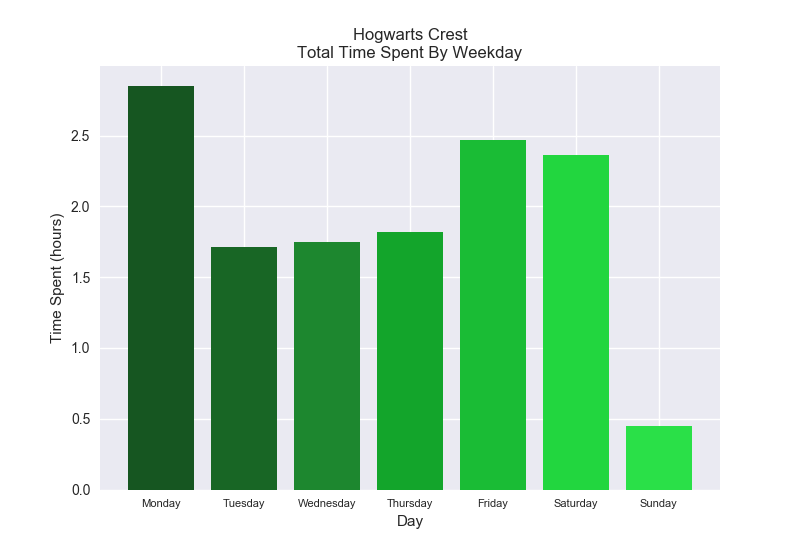 Hogwarts Crest
Total Time Spent By Weekday
Time Spent (hours)
2.5
2.0
1.5
1.0
0.5
0.0
Monday Tuesday Wednesday Thursday Friday Saturday Sunday
Day